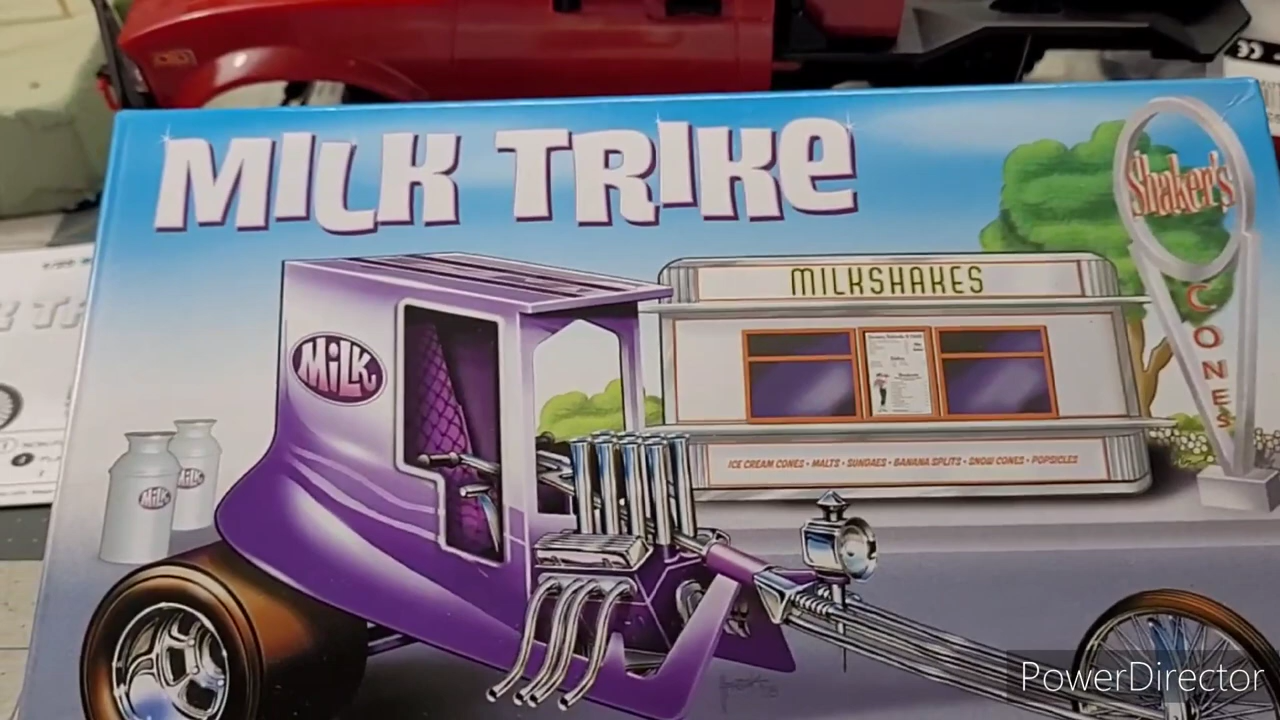 MILK TRIKE
Shaker's
CONES
MILKSHAKES
MILK
MILK
MILK
ICE CREAM CONES • MALTS • SUNDAES • BANANA SPLITS • SNOW CONES • POPSICLES
PowerDirector